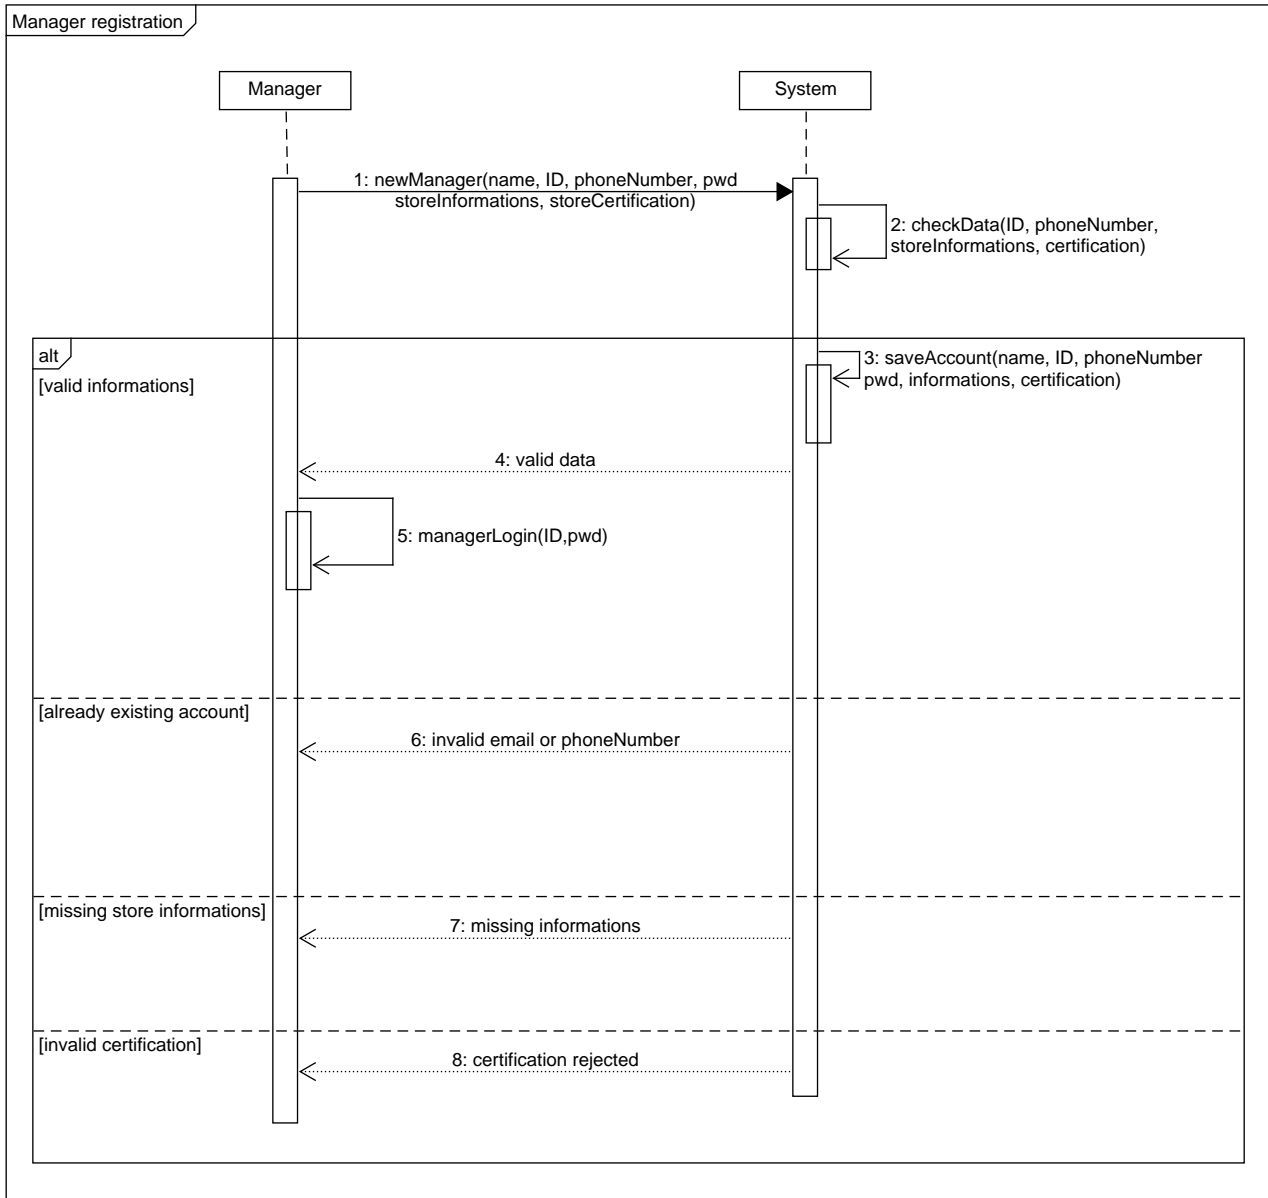 Manager registration
Manager
System
1: newManager(name, ID, phoneNumber, pwd
storeInformations, storeCertification)
2: checkData(ID, phoneNumber,
storeInformations, certification)
alt
[valid informations]
3: saveAccount(name, ID, phoneNumber
pwd, informations, certification)
4: valid data
5: managerLogin(ID,pwd)
[already existing account]
6: invalid email or phoneNumber
[missing store informations]
7: missing informations
[invalid certification]
8: certification rejected